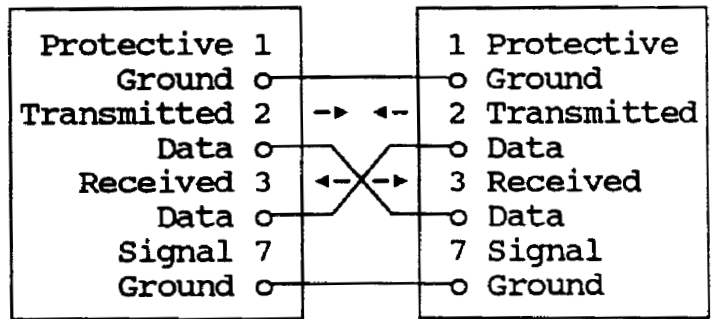 Protective 1 1 Protective
Ground Ground
Transmitted 2 2 Transmitted
Data Data
Received 3 3 Received
Data Data
Signal 7 7 Signal
Ground Ground